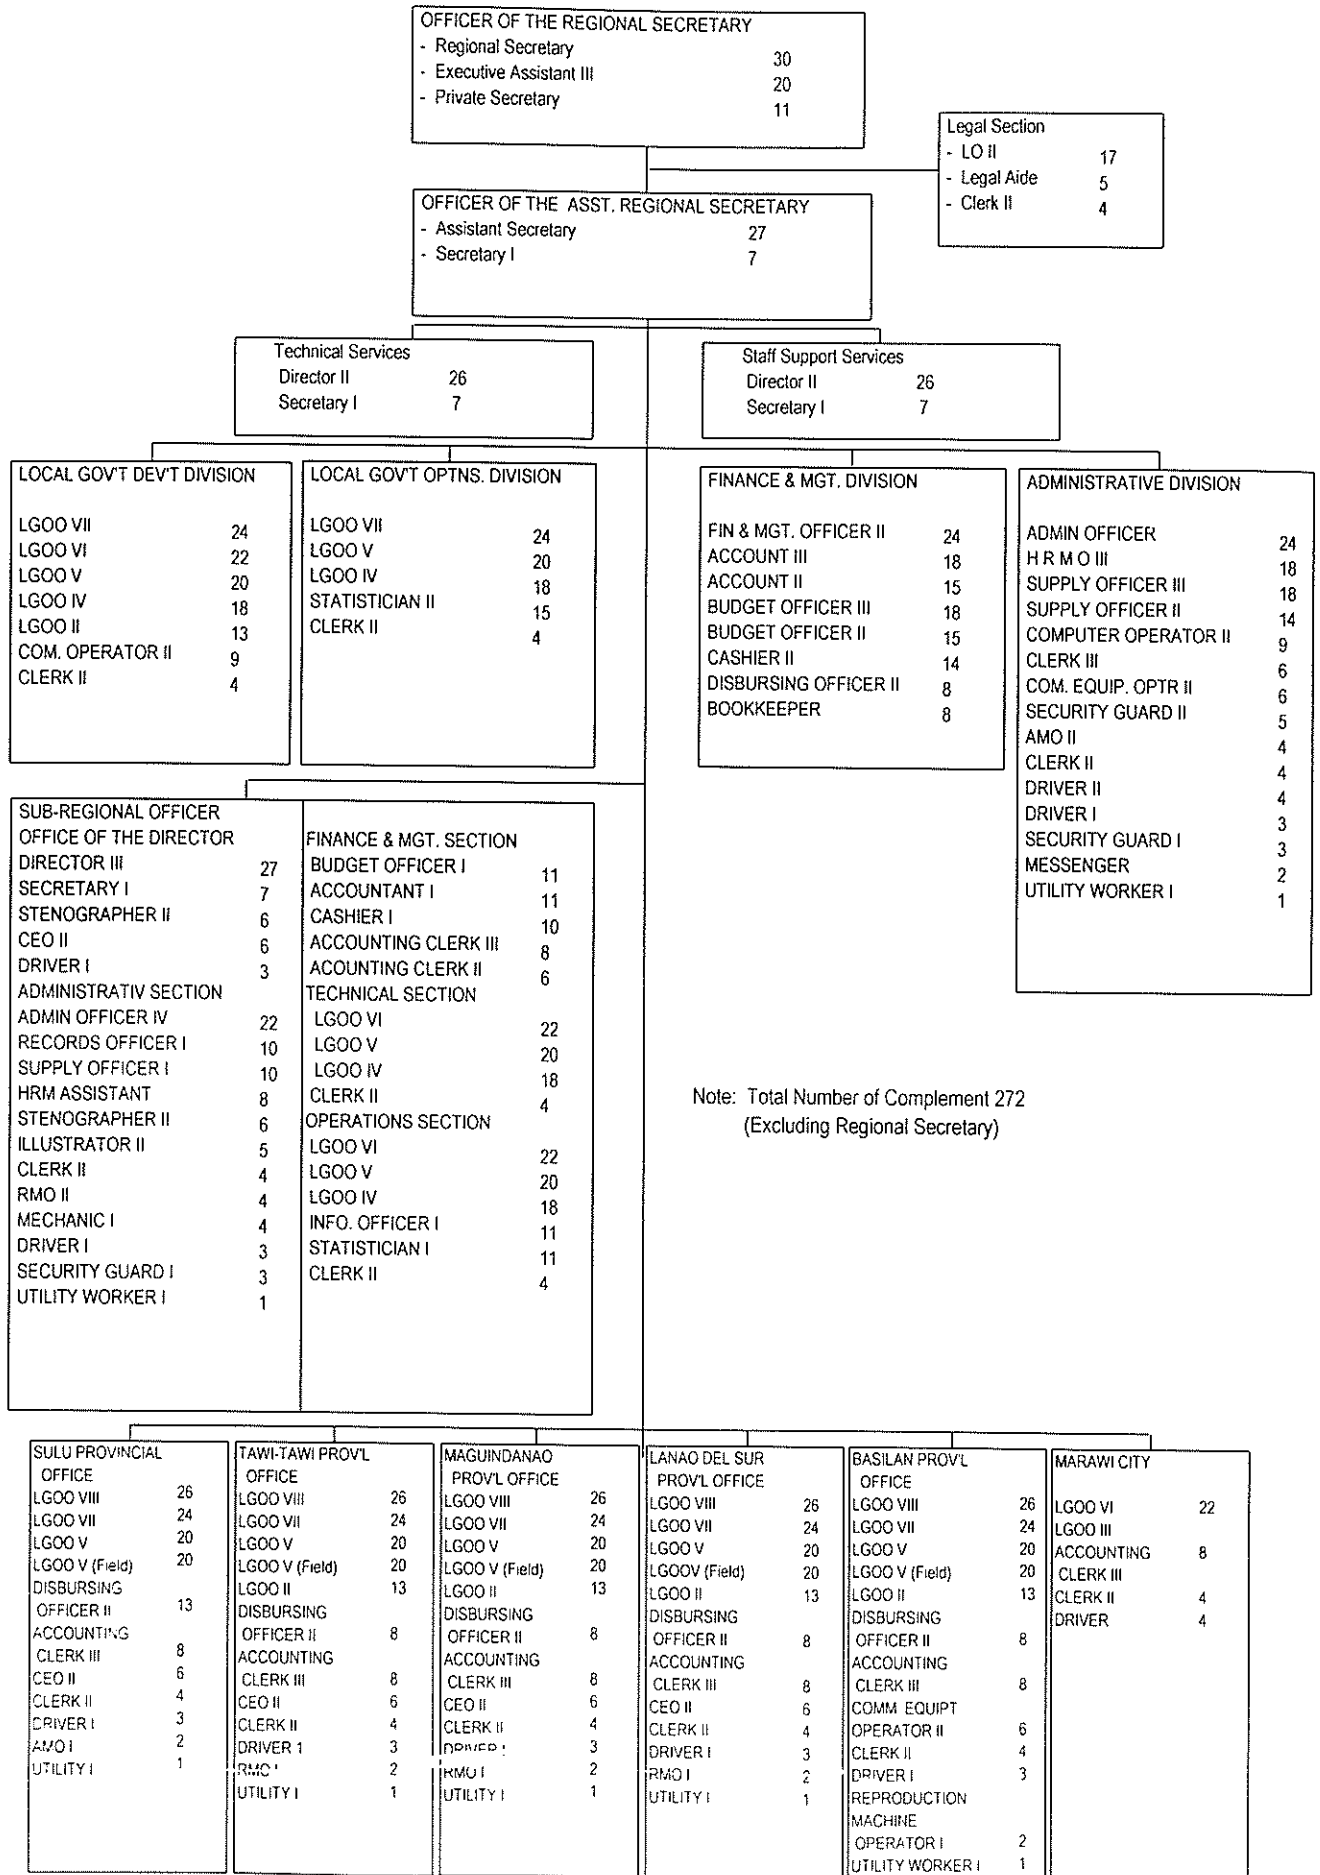 OFFICER OF THE REGIONAL SECRETARY
- Regional Secretary 30
- Executive Assistant III 20
- Private Secretary 11
Legal Section
- LO II 17
- Legal Aide 5
- Clerk II 4
OFFICER OF THE ASST. REGIONAL SECRETARY
- Assistant Secretary 27
- Secretary I 7
Technical Services
Director II 26
Secretary I 7
Staff Support Services
Director II 26
Secretary I 7
LOCAL GOV'T DEV'T DIVISION
LGOO VII 24
LGOO VI 22
LGOO V 20
LGOO IV 18
LGOO II 13
COM. OPERATOR II 9
CLERK II 4
LOCAL GOV'T OPTNS. DIVISION
LGOO VII 24
LGOO V 20
LGOO IV 18
STATISTICIAN II 15
CLERK II 4
FINANCE & MGT. DIVISION
FIN & MGT. OFFICER II 24
ACCOUNT III 18
ACCOUNT II 15
BUDGET OFFICER III 18
BUDGET OFFICER II 15
CASHIER II 14
DISBURSING OFFICER II 8
BOOKKEEPER 8
ADMINISTRATIVE DIVISION
ADMIN OFFICER 24
H R M O III 18
SUPPLY OFFICER III 18
SUPPLY OFFICER II 14
COMPUTER OPERATOR II 9
CLERK III 6
COM. EQUIP. OPTR II 6
SECURITY GUARD II 5
AMO II 4
CLERK II 4
DRIVER II 4
DRIVER I 3
SECURITY GUARD I 3
MESSENGER 2
UTILITY WORKER I 1
SUB-REGIONAL OFFICER
OFFICE OF THE DIRECTOR
DIRECTOR III 27
SECRETARY I 7
STENOGRAPHER II 6
CEO II 6
DRIVER I 3
ADMINISTRATIV SECTION
ADMIN OFFICER IV 22
RECORDS OFFICER I 10
SUPPLY OFFICER I 10
HRM ASSISTANT 8
STENOGRAPHER II 6
ILLUSTRATOR II 5
CLERK II 4
RMO II 4
MECHANIC I 4
DRIVER I 3
SECURITY GUARD I 3
UTILITY WORKER I 1
FINANCE & MGT. SECTION
BUDGET OFFICER I 11
ACCOUNTANT I 11
CASHIER I 10
ACCOUNTING CLERK III 8
ACOUNTING CLERK II 6
TECHNICAL SECTION
LGOO VI 22
LGOO V 20
LGOO IV 18
CLERK II 4
OPERATIONS SECTION
LGOO VI 22
LGOO V 20
LGOO IV 18
INFO. OFFICER I 11
STATISTICIAN I 11
CLERK II 4
Note: Total Number of Complement 272
(Excluding Regional Secretary)
SULU PROVINCIAL
OFFICE
LGOO VIII 26
LGOO VII 24
LGOO V 20
LGOO V (Field) 20
DISBURSING
OFFICER II 13
ACCOUNTING
CLERK III 8
CEO II 6
CLERK II 4
DRIVER I 3
AMO I 2
UTILITY I 1
TAWI-TAWI PROV'L
OFFICE
LGOO VIII 26
LGOO VII 24
LGOO V 20
LGOO V (Field) 20
LGOO II 13
DISBURSING
OFFICER II 8
ACCOUNTING
CLERK III 8
CEO II 6
CLERK II 4
DRIVER 1 3
RMO I 2
UTILITY I 1
MAGUINDANAO
PROV'L OFFICE
LGOO VIII 26
LGOO VII 24
LGOO V 20
LGOO V (Field) 20
LGOO II 13
DISBURSING
OFFICER II 8
ACCOUNTING
CLERK III 8
CEO II 6
CLERK II 4
DRIVER I 3
RMO I 2
UTILITY I 1
LANAO DEL SUR
PROV'L OFFICE
LGOO VIII 26
LGOO VII 24
LGOO V 20
LGOOV (Field) 20
LGOO II 13
DISBURSING
OFFICER II 8
ACCOUNTING
CLERK III 8
CEO II 6
CLERK II 4
DRIVER I 3
RMO I 2
UTILITY I 1
BASILAN PROV'L
OFFICE
LGOO VIII 26
LGOO VII 24
LGOO V 20
LGOO V (Field) 20
LGOO II 13
DISBURSING
OFFICER II 8
ACCOUNTING
CLERK III 8
COMM EQUIPT
OPERATOR II 6
CLERK II 4
DRIVER I 3
REPRODUCTION
MACHINE
OPERATOR I 2
UTILITY WORKER I 1
MARAWI CITY
LGOO VI 22
LGOO III
ACCOUNTING 8
CLERK III
CLERK II 4
DRIVER 4